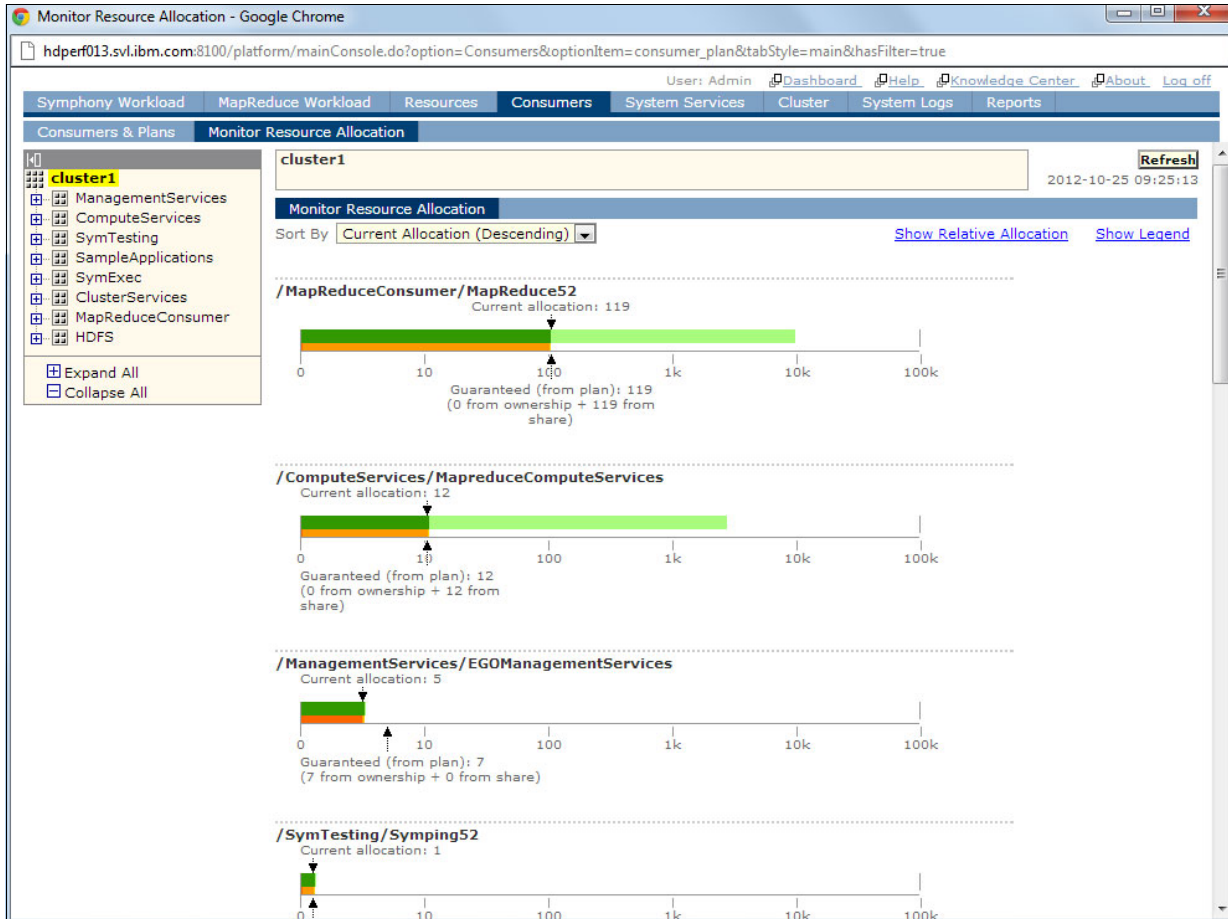 Monitor Resource Allocation - Google Chrome
hdperf013.svl.ibm.com:8100/platform/mainConsole.do?option=Consumers&optionItem=consumer_plan&tabStyle=main&hasFilter=true
User: Admin Dashboard Help Knowledge Center About Log off
Symphony Workload MapReduce Workload Resources Consumers System Services Cluster System Logs Reports
Consumers & Plans Monitor Resource Allocation
cluster1
ManagementServices
ComputeServices
SymTesting
SampleApplications
SymExec
ClusterServices
MapReduceConsumer
HDFS
Expand All
Collapse All
cluster1
Refresh
2012-10-25 09:25:13
Monitor Resource Allocation
Sort By Current Allocation (Descending) Show Relative Allocation Show Legend
/MapReduceConsumer/MapReduce52
Current allocation: 119
0 10 100 1k 10k 100k
Guaranteed (from plan): 119
(0 from ownership + 119 from
share)
/ComputeServices/MapreduceComputeServices
Current allocation: 12
0 10 100 1k 10k 100k
Guaranteed (from plan): 12
(0 from ownership + 12 from
share)
/ManagementServices/EGOManagementServices
Current allocation: 5
0 10 100 1k 10k 100k
Guaranteed (from plan): 7
(7 from ownership + 0 from share)
/SymTesting/Symping52
Current allocation: 1
0 10 100 1k 10k 100k